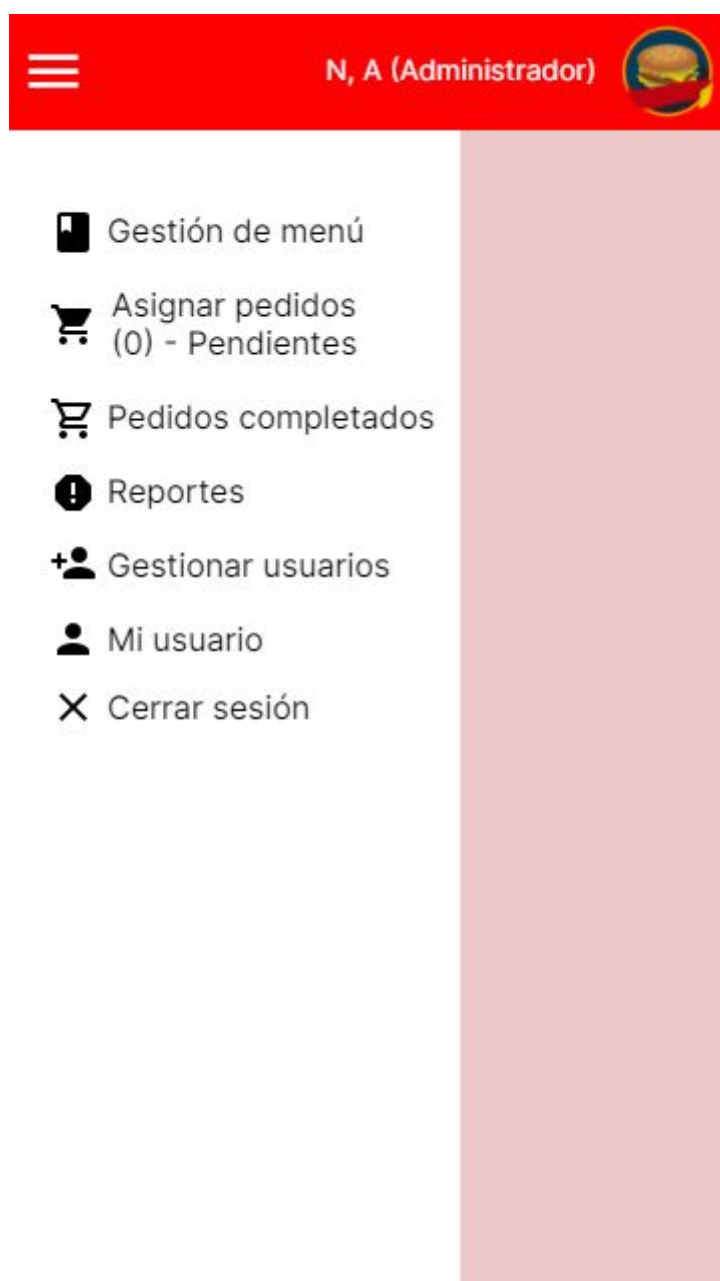 N, A (Administrador)
Gestión de menú
Asignar pedidos
(0) - Pendientes
Pedidos completados
Reportes
Gestionar usuarios
Mi usuario
Cerrar sesión